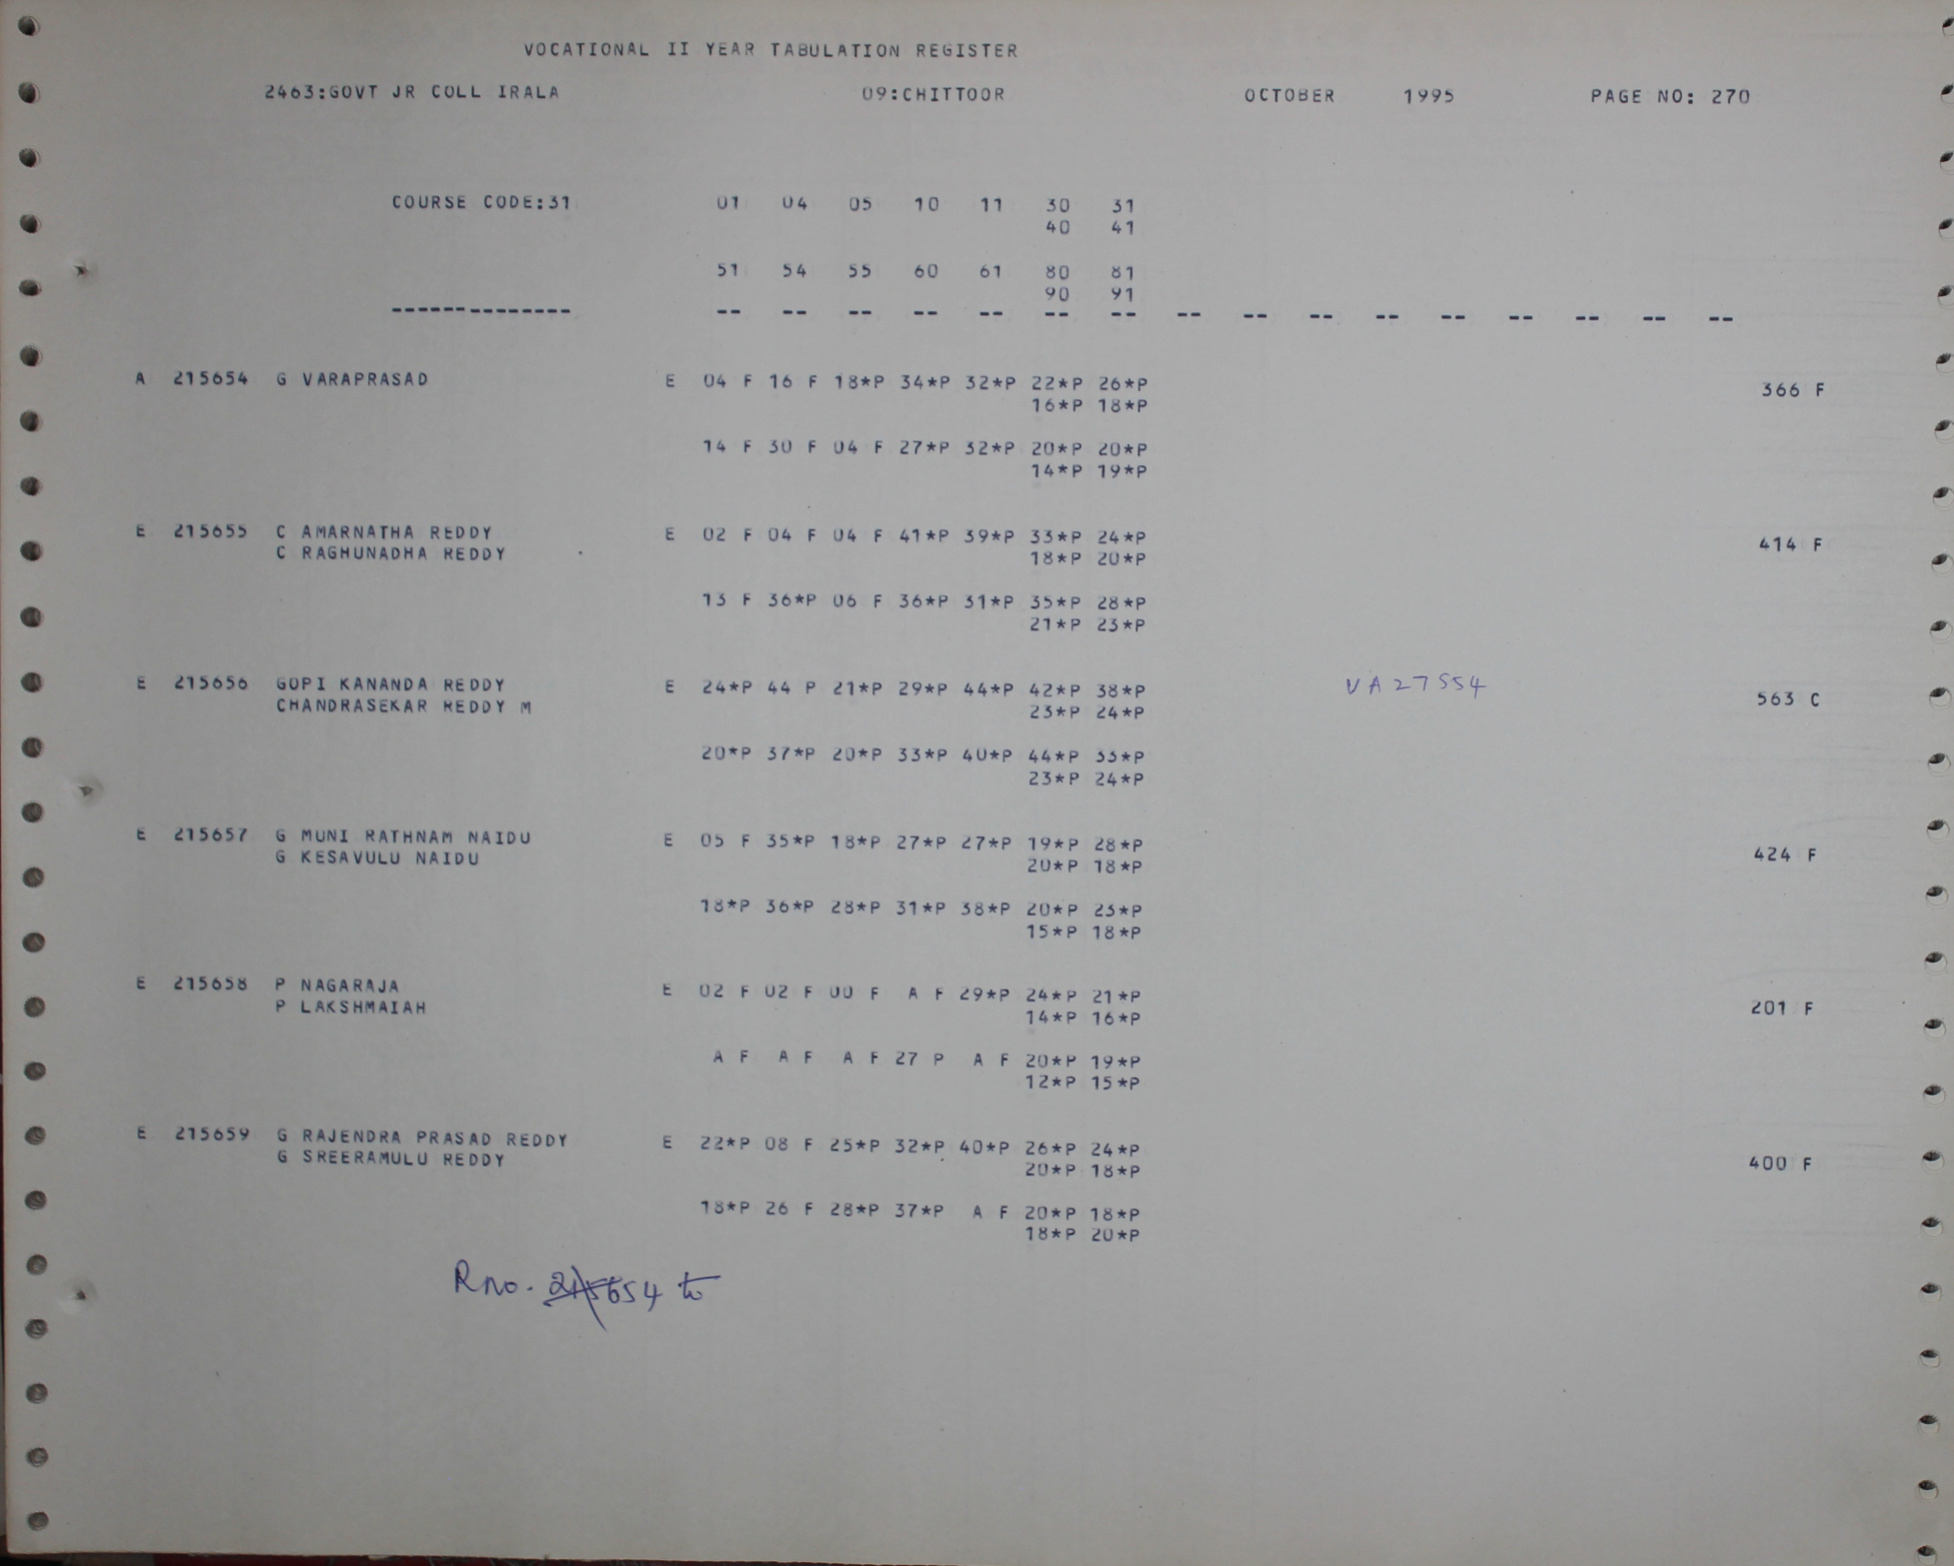 VOCATIONAL II YEAR TABULATION REGISTER
2463:GOVT JR COLL IRALA 09:CHITTOOR OCTOBER 1995 PAGE NO: 270
COURSE CODE:31 01 04 05 10 11 30 31
40 41
51 54 55 60 61 80 81
90 91
-------------- -- -- -- -- -- -- -- -- -- -- -- -- -- -- -- --
A 215654 G VARAPRASAD E 04 F 16 F 18*P 34*P 32*P 22*P 26*P 366 F
16*P 18*P
14 F 30 F 04 F 27*P 32*P 20*P 20*P
14*P 19*P
E 215655 C AMARNATHA REDDY E 02 F 04 F 04 F 41*P 39*P 33*P 24*P 414 F
C RAGHUNADHA REDDY 18*P 20*P
13 F 36*P 06 F 36*P 31*P 35*P 28*P
21*P 23*P
E 215656 GOPI KANANDA REDDY E 24*P 44 P 21*P 29*P 44*P 42*P 38*P VA27554 563 C
CHANDRASEKAR REDDY M 23*P 24*P
20*P 37*P 20*P 33*P 40*P 44*P 33*P
23*P 24*P
E 215657 G MUNI RATHNAM NAIDU E 05 F 35*P 18*P 27*P 27*P 19*P 28*P 424 F
G KESAVULU NAIDU 20*P 18*P
18*P 36*P 28*P 31*P 38*P 20*P 23*P
15*P 18*P
E 215658 P NAGARAJA E 02 F 02 F 00 F A F 29*P 24*P 21*P 201 F
P LAKSHMAIAH 14*P 16*P
A F A F A F 27 P A F 20*P 19*P
12*P 15*P
E 215659 G RAJENDRA PRASAD REDDY E 22*P 08 F 25*P 32*P 40*P 26*P 24*P 400 F
G SREERAMULU REDDY 20*P 18*P
18*P 26 F 28*P 37*P A F 20*P 18*P
18*P 20*P
R no. 215654 to